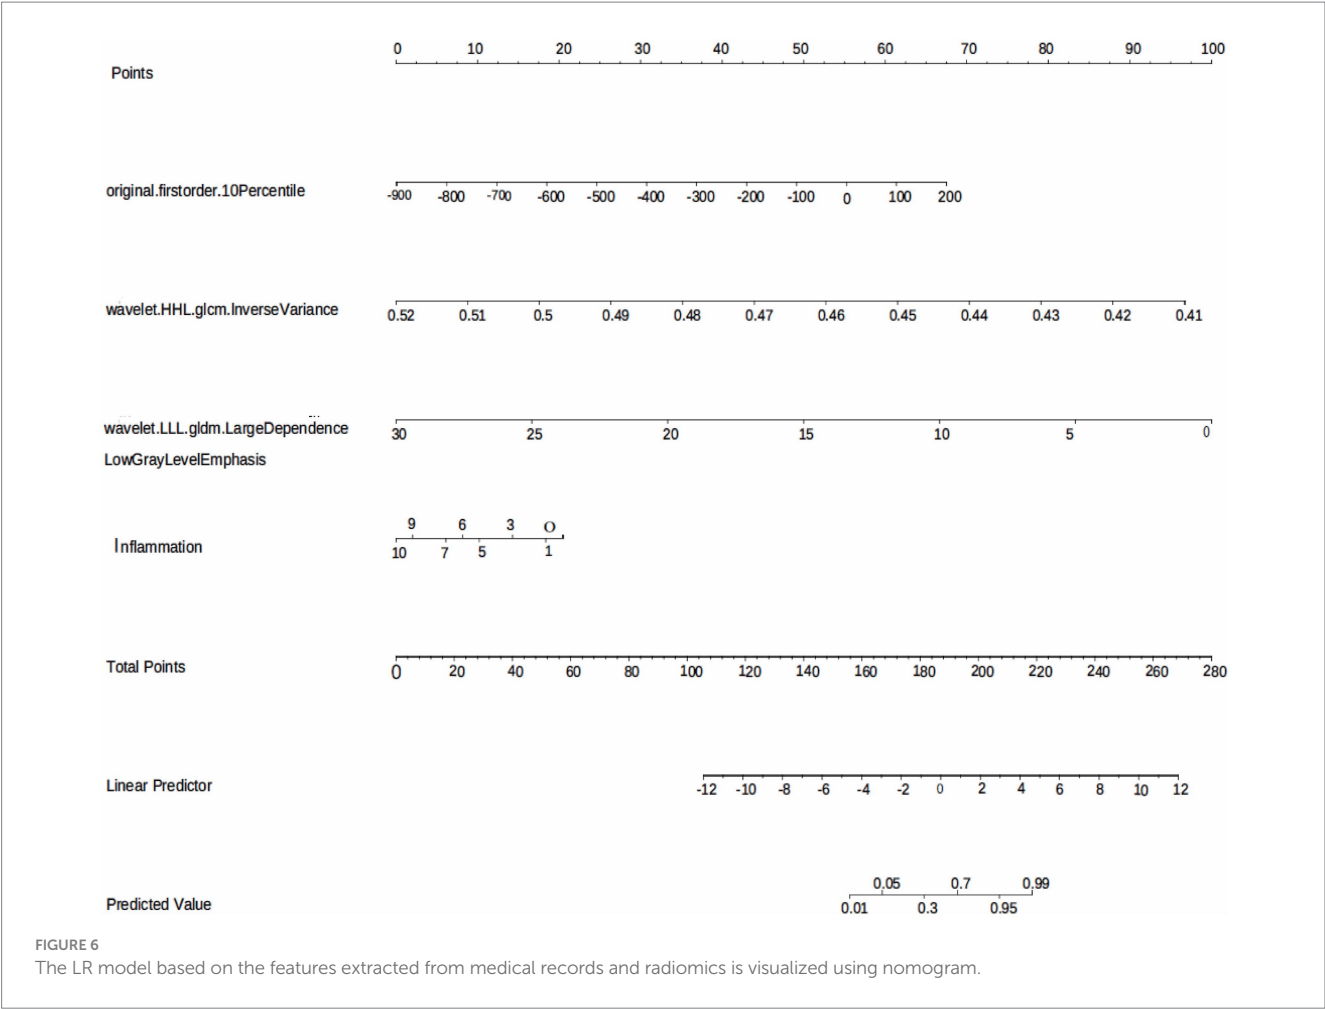 0 10 20 30 40 50 60 70 80 90 100
Points
original.firstorder.10Percentile
-900 -800 -700 -600 -500 -400 -300 -200 -100 0 100 200
wavelet.HHL.glcm.InverseVariance
0.52 0.51 0.5 0.49 0.48 0.47 0.46 0.45 0.44 0.43 0.42 0.41
wavelet.LLL.gldm.LargeDependence
30 25 20 15 10 5 0
LowGrayLevelEmphasis
9 6 3 O
Inflammation
10 7 5 1
Total Points
0 20 40 60 80 100 120 140 160 180 200 220 240 260 280
Linear Predictor
-12 -10 -8 -6 -4 -2 0 2 4 6 8 10 12
0.05 0.7 0.99
Predicted Value
0.01 0.3 0.95
FIGURE 6
The LR model based on the features extracted from medical records and radiomics is visualized using nomogram.